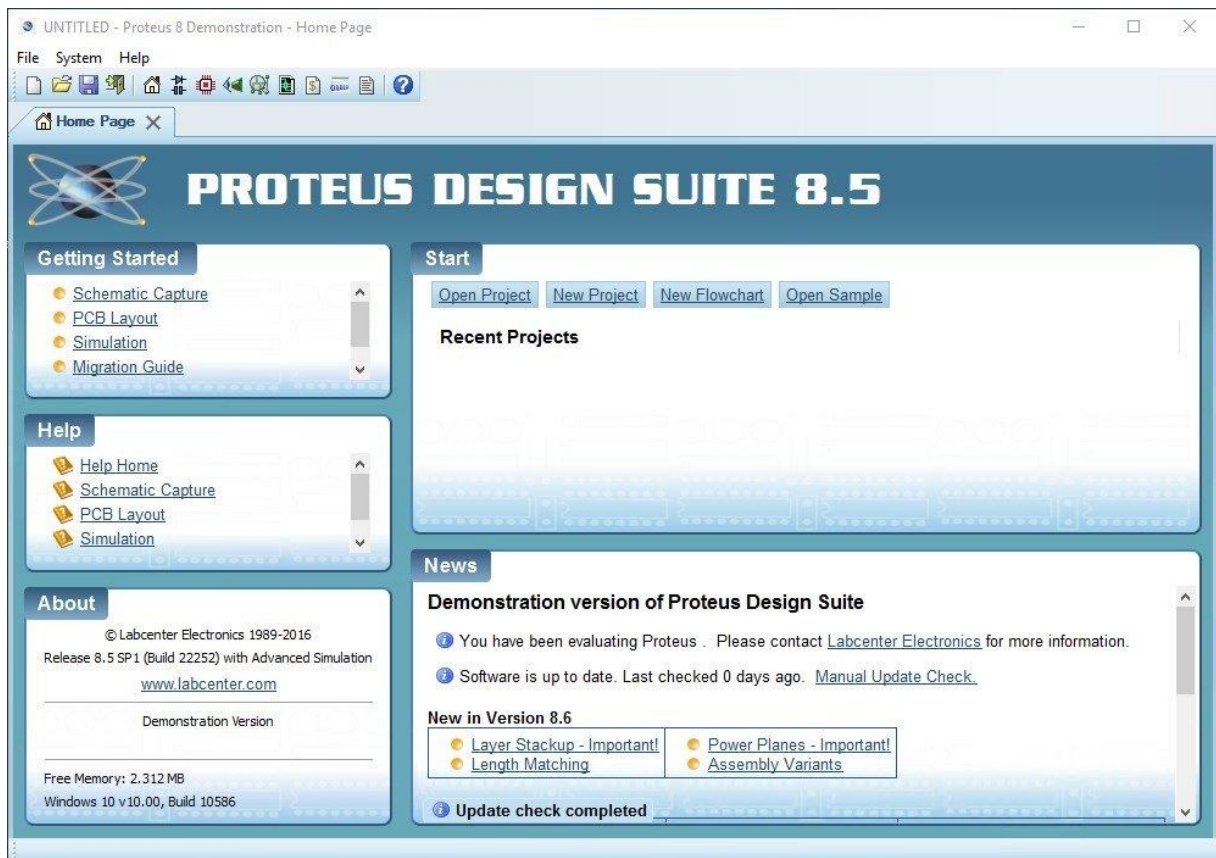 UNTITLED - Proteus 8 Demonstration - Home Page
File System Help
Home Page
PROTEUS DESIGN SUITE 8.5
Getting Started
Schematic Capture
PCB Layout
Simulation
Migration Guide
Help
Help Home
Schematic Capture
PCB Layout
Simulation
About
© Labcenter Electronics 1989-2016
Release 8.5 SP1 (Build 22252) with Advanced Simulation
www.labcenter.com
Demonstration Version
Free Memory: 2.312 MB
Windows 10 v10.00, Build 10586
Start
Open Project New Project New Flowchart Open Sample
Recent Projects
News
Demonstration version of Proteus Design Suite
You have been evaluating Proteus . Please contact Labcenter Electronics for more information.
Software is up to date. Last checked 0 days ago. Manual Update Check.
New in Version 8.6
Layer Stackup - Important! Power Planes - Important!
Length Matching Assembly Variants
Update check completed